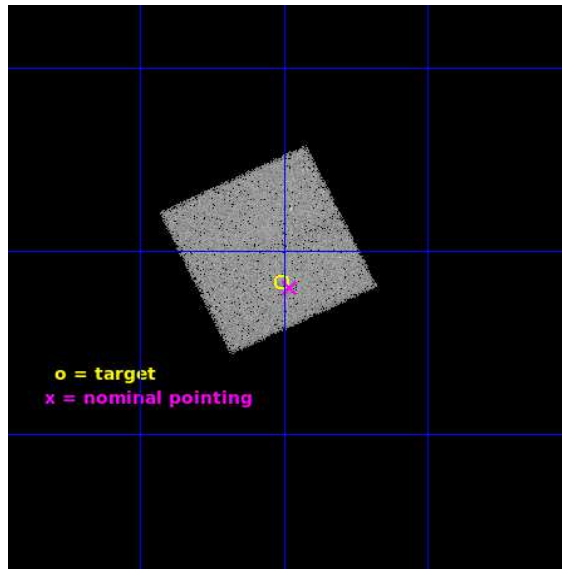 o = target
x = nominal pointing